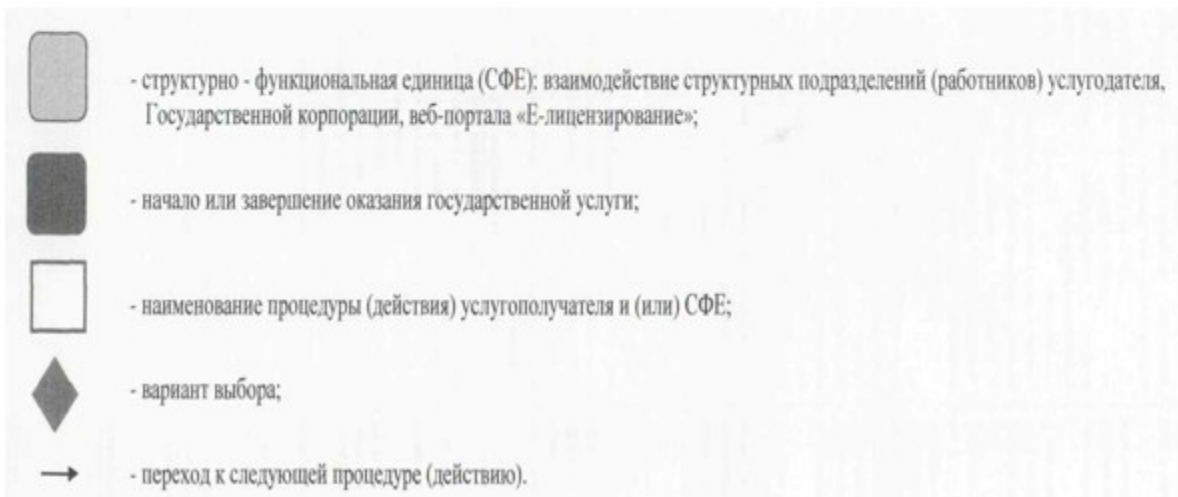 - структурно - функциональная единица (СФЕ): взаимодействие структурных подразделений (работников) услугодателя,
Государственной корпорации, веб-портала «Е-лицензирование»;
- начало или завершение оказания государственной услуги;
- наименование процедуры (действия) услугополучателя и (или) СФЕ;
- вариант выбора;
- переход к следующей процедуре (действию).